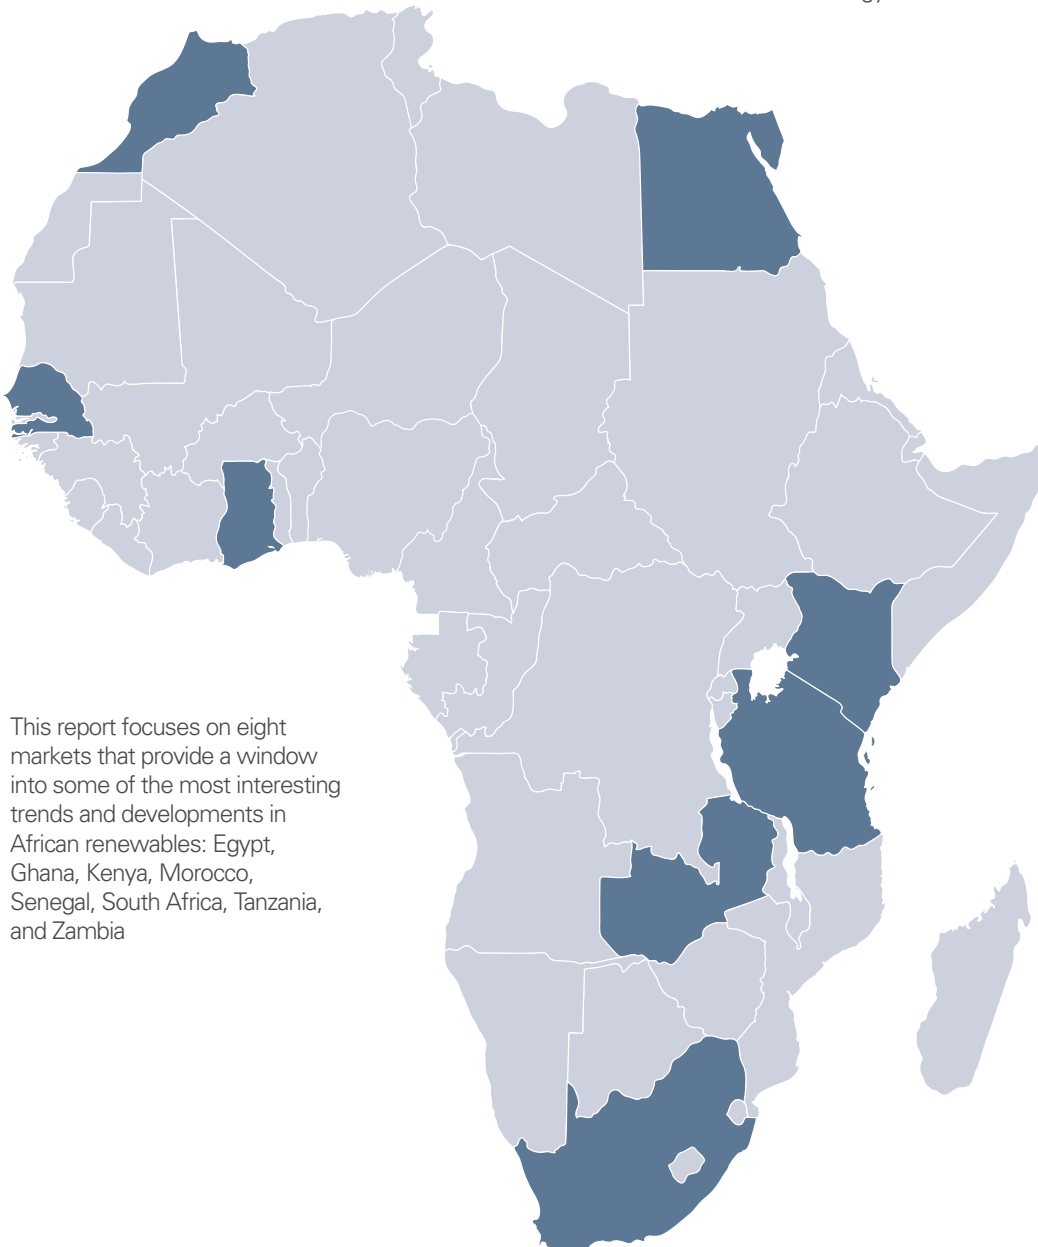 This report focuses on eight
markets that provide a window
into some of the most interesting
trends and developments in
African renewables: Egypt,
Ghana, Kenya, Morocco,
Senegal, South Africa, Tanzania,
and Zambia